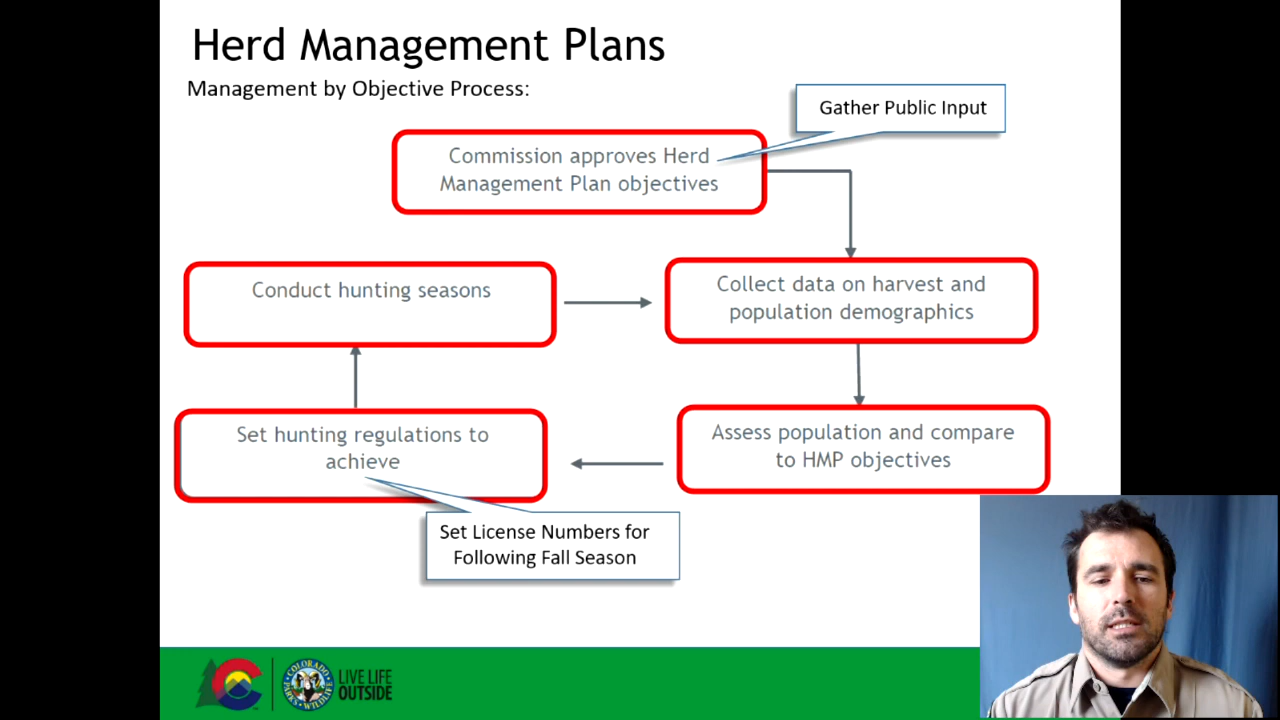 Herd Management Plans
Management by Objective Process:
Gather Public Input
Commission approves Herd
Management Plan objectives
Conduct hunting seasons
Collect data on harvest and
population demographics
Set hunting regulations to
achieve
Assess population and compare
to HMP objectives
Set License Numbers for
Following Fall Season
COLORADO
PARKS
WILDLIFE
LIVE LIFE
OUTSIDE